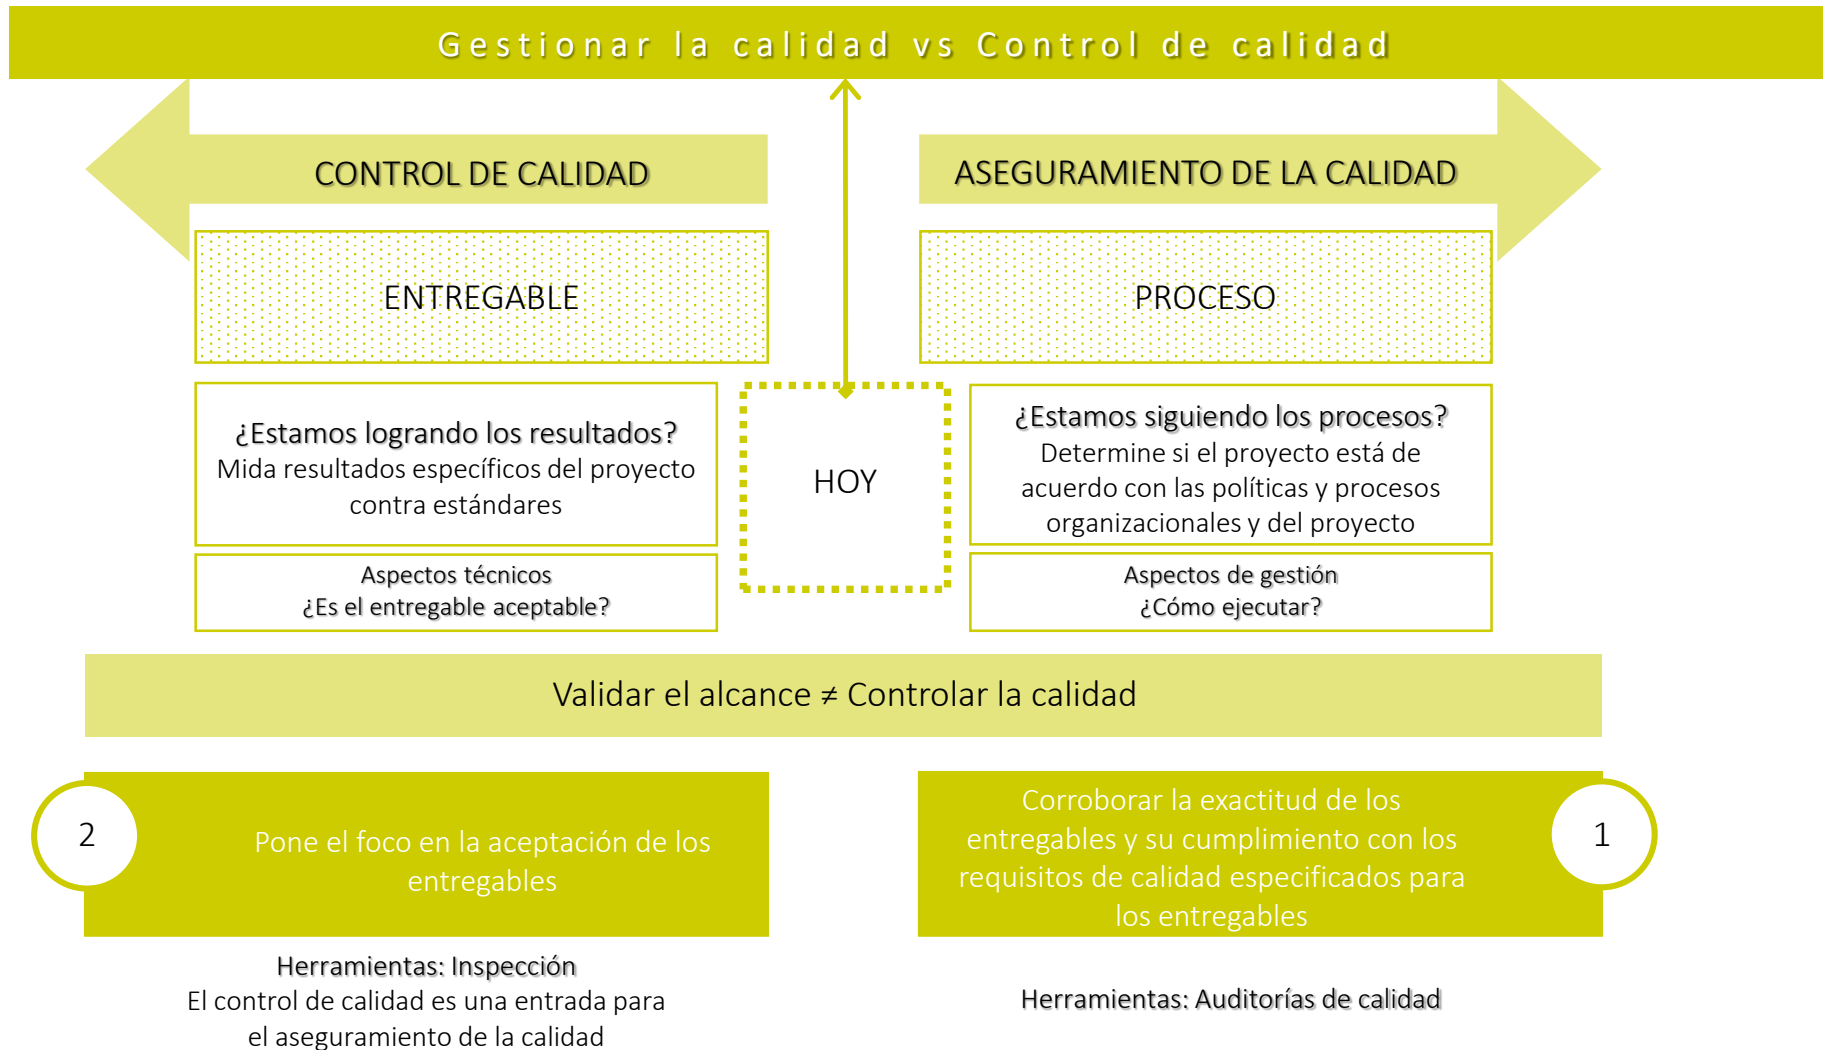 Gestionar la calidad vs Control de calidad
CONTROL DE CALIDAD
ASEGURAMIENTO DE LA CALIDAD
ENTREGABLE
PROCESO
¿Estamos logrando los resultados?
Mida resultados específicos del proyecto
contra estándares
HOY
¿Estamos siguiendo los procesos?
Determine si el proyecto está de
acuerdo con las políticas y procesos
organizacionales y del proyecto
Aspectos técnicos
¿Es el entregable aceptable?
Aspectos de gestión
¿Cómo ejecutar?
Validar el alcance ≠ Controlar la calidad
2
Pone el foco en la aceptación de los
entregables
Corroborar la exactitud de los
entregables y su cumplimiento con los
requisitos de calidad especificados para
los entregables
1
Herramientas: Inspección
El control de calidad es una entrada para
el aseguramiento de la calidad
Herramientas: Auditorías de calidad